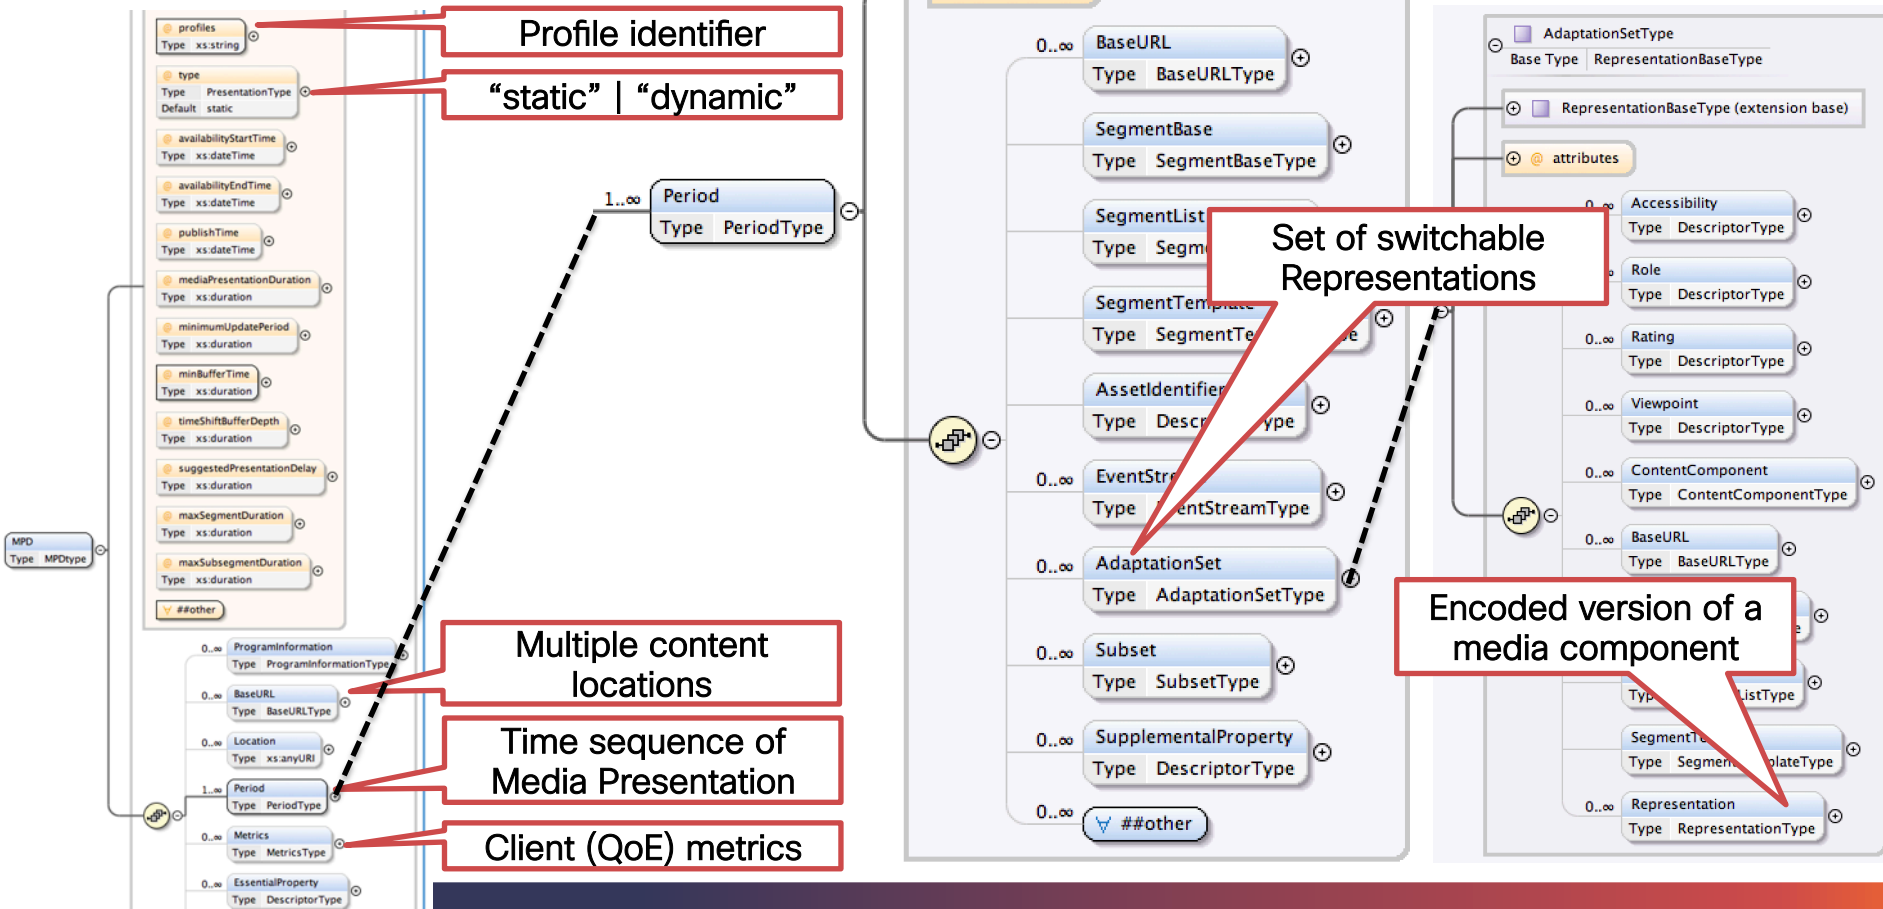 @ profiles
Type xs:string
@ type
Type PresentationType
Default static
@ availabilityStartTime
Type xs:dateTime
@ availabilityEndTime
Type xs:dateTime
@ publishTime
Type xs:dateTime
@ mediaPresentationDuration
Type xs:duration
@ minimumUpdatePeriod
Type xs:duration
@ minBufferTime
Type xs:duration
@ timeShiftBufferDepth
Type xs:duration
@ suggestedPresentationDelay
Type xs:duration
@ maxSegmentDuration
Type xs:duration
@ maxSubsegmentDuration
Type xs:duration
##other
MPD
Type MPDtype
0..∞ ProgramInformation
Type ProgramInformationType
0..∞ BaseURL
Type BaseURLType
0..∞ Location
Type xs:anyURI
1..∞ Period
Type PeriodType
0..∞ Metrics
Type MetricsType
0..∞ EssentialProperty
Type DescriptorType
Profile identifier
“static” | “dynamic”
Multiple content
locations
Time sequence of
Media Presentation
Client (QoE) metrics
1..∞ Period
Type PeriodType
0..∞ BaseURL
Type BaseURLType
SegmentBase
Type SegmentBaseType
SegmentList
Type
Type
AssetIdentifier
Type
0..∞
Type
0..∞ AdaptationSet
Type AdaptationSetType
0..∞ Subset
Type SubsetType
0..∞ SupplementalProperty
Type DescriptorType
0..∞
##other
Set of switchable
Representations
AdaptationSetType
Base Type RepresentationBaseType
RepresentationBaseType (extension base)
@ attributes
0..∞ Accessibility
Type DescriptorType
Role
Type DescriptorType
0..∞ Rating
Type DescriptorType
0..∞ Viewpoint
Type DescriptorType
0..∞ ContentComponent
Type ContentComponentType
0..∞ BaseURL
Type BaseURLType
Encoded version of a
media component
Type
0..∞ Representation
Type RepresentationType